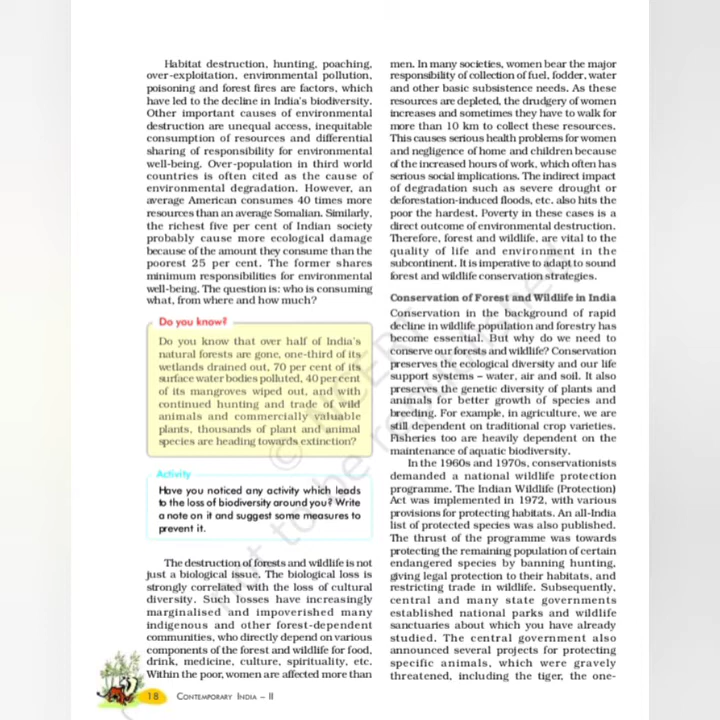 Habitat destruction, hunting, poaching,
over-exploitation, environmental pollution,
poisoning and forest fires are factors, which
have led to the decline in India's biodiversity.
Other important causes of environmental
destruction are unequal access, inequitable
consumption of resources and differential
sharing of responsibility for environmental
well-being. Over-population in third world
countries is often cited as the cause of
environmental degradation. However, an
average American consumes 40 times more
resources than an average Somalian. Similarly,
the richest five per cent of Indian society
probably cause more ecological damage
because of the amount they consume than the
poorest 25 per cent. The former shares
minimum responsibilities for environmental
well-being. The question is: who is consuming
what, from where and how much?
Do you know?
Do you know that over half of India's
natural forests are gone, one-third of its
wetlands drained out, 70 per cent of its
surface water bodies polluted, 40 per cent
of its mangroves wiped out, and with
continued hunting and trade of wild
animals and commercially valuable
plants, thousands of plant and animal
species are heading towards extinction?
Activity
Have you noticed any activity which leads
to the loss of biodiversity around you? Write
a note on it and suggest some measures to
prevent it.
The destruction of forests and wildlife is not
just a biological issue. The biological loss is
strongly correlated with the loss of cultural
diversity. Such losses have increasingly
marginalised and impoverished many
indigenous and other forest-dependent
communities, who directly depend on various
components of the forest and wildlife for food,
drink, medicine, culture, spirituality, etc.
Within the poor, women are affected more than
men. In many societies, women bear the major
responsibility of collection of fuel, fodder, water
and other basic subsistence needs. As these
resources are depleted, the drudgery of women
increases and sometimes they have to walk for
more than 10 km to collect these resources.
This causes serious health problems for women
and negligence of home and children because
of the increased hours of work, which often has
serious social implications. The indirect impact
of degradation such as severe drought or
deforestation-induced floods, etc. also hits the
poor the hardest. Poverty in these cases is a
direct outcome of environmental destruction.
Therefore, forest and wildlife, are vital to the
quality of life and environment in the
subcontinent. It is imperative to adapt to sound
forest and wildlife conservation strategies.
Conservation of Forest and Wildlife in India
Conservation in the background of rapid
decline in wildlife population and forestry has
become essential. But why do we need to
conserve our forests and wildlife? Conservation
preserves the ecological diversity and our life
support systems – water, air and soil. It also
preserves the genetic diversity of plants and
animals for better growth of species and
breeding. For example, in agriculture, we are
still dependent on traditional crop varieties.
Fisheries too are heavily dependent on the
maintenance of aquatic biodiversity.
In the 1960s and 1970s, conservationists
demanded a national wildlife protection
programme. The Indian Wildlife (Protection)
Act was implemented in 1972, with various
provisions for protecting habitats. An all-India
list of protected species was also published.
The thrust of the programme was towards
protecting the remaining population of certain
endangered species by banning hunting,
giving legal protection to their habitats, and
restricting trade in wildlife. Subsequently,
central and many state governments
established national parks and wildlife
sanctuaries about which you have already
studied. The central government also
announced several projects for protecting
specific animals, which were gravely
threatened, including the tiger, the one-
18 CONTEMPORARY INDIA – II